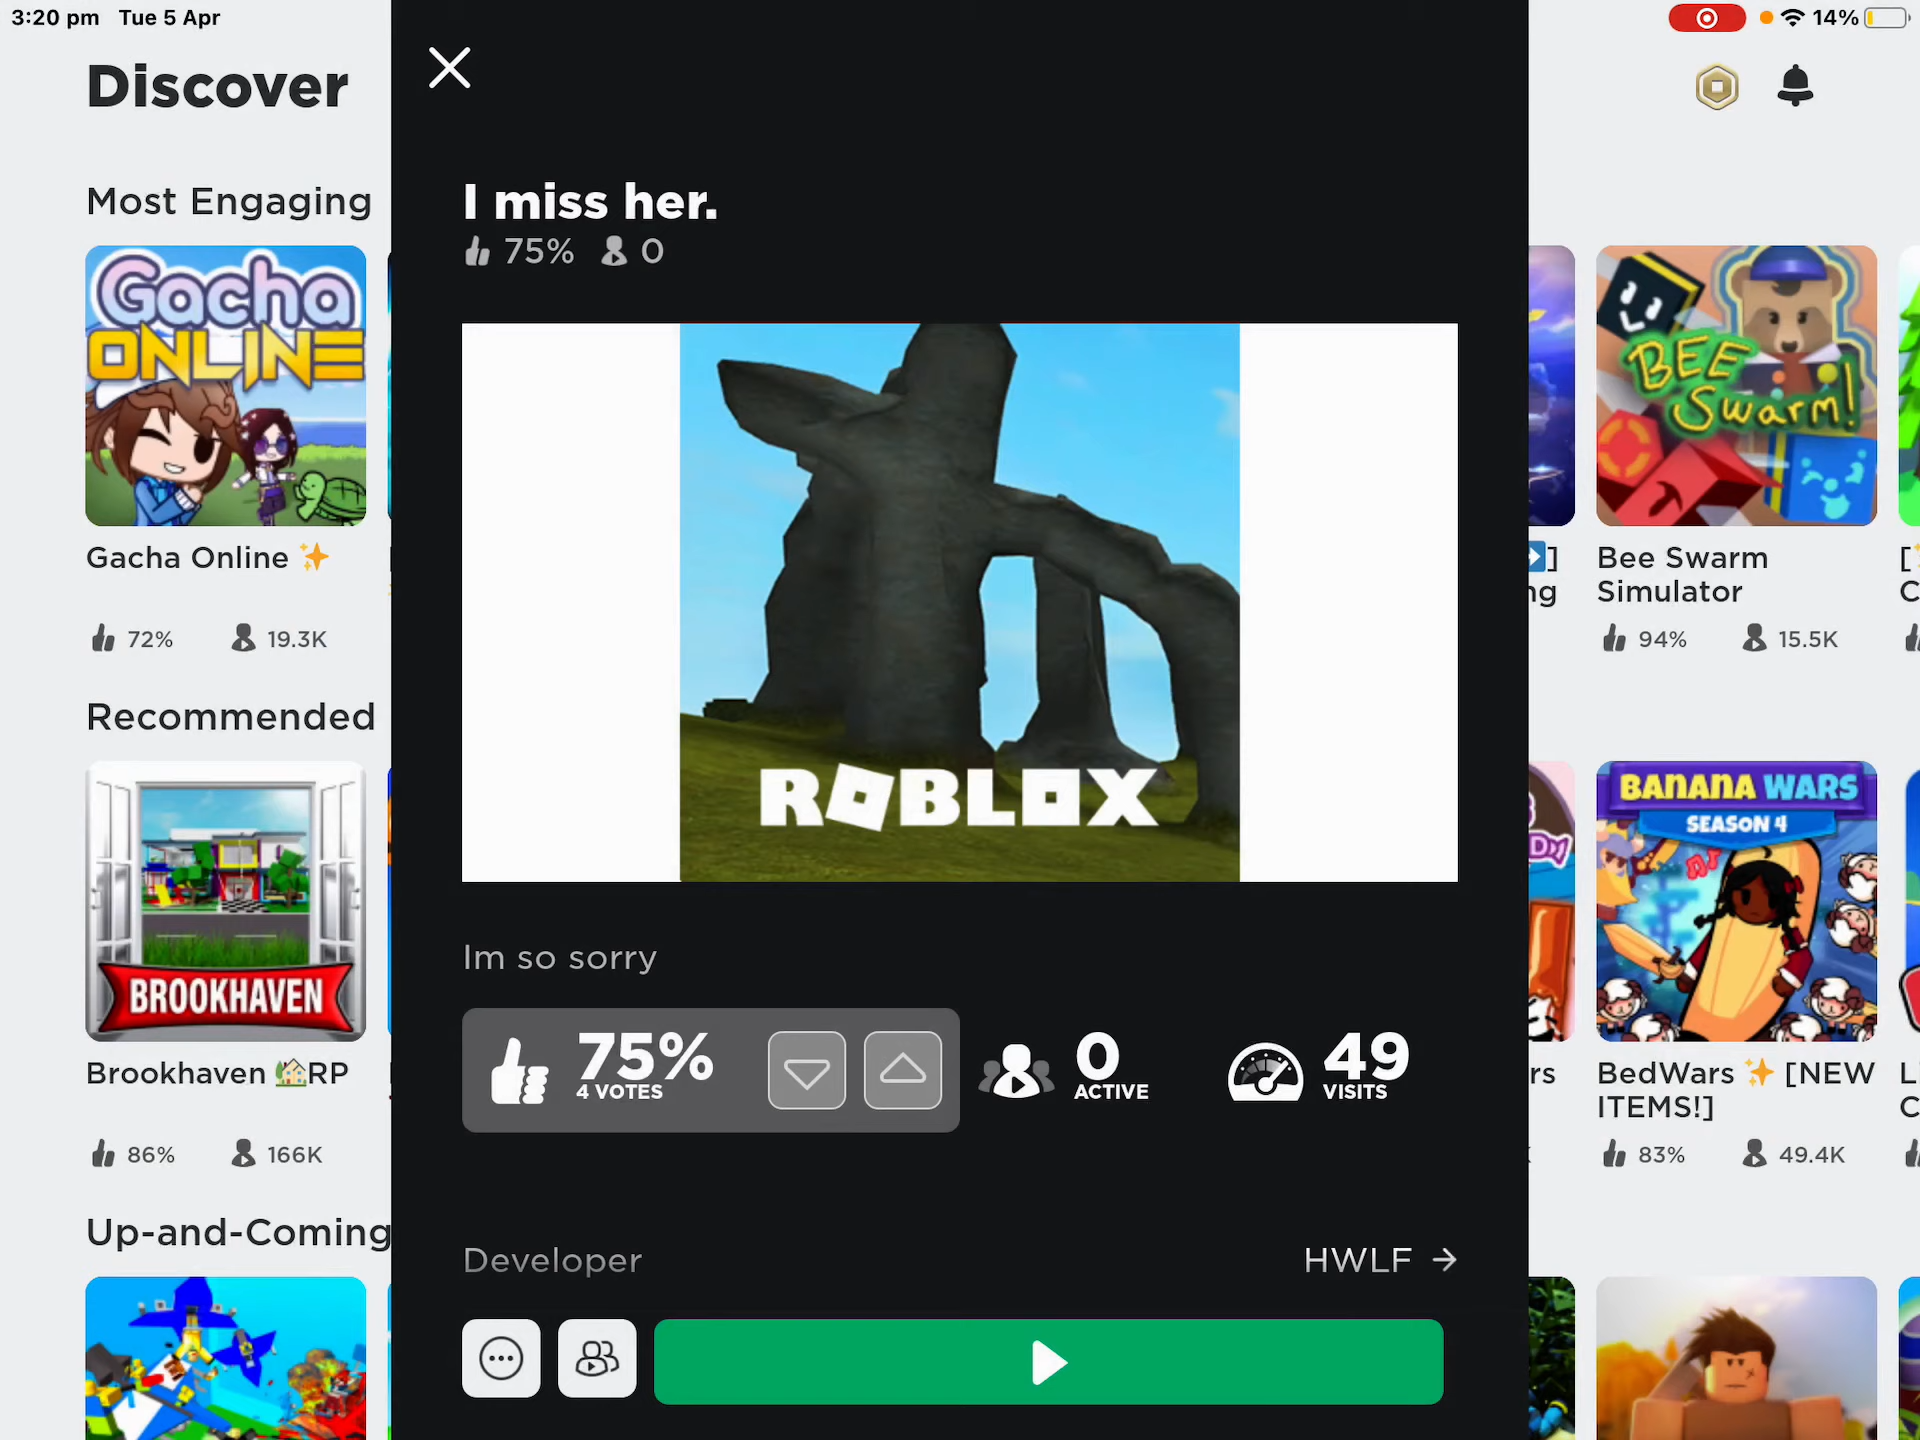 3:20 pm Tue 5 Apr
14%
Discover
Most Engaging
Gacha
ONLINE
Gacha Online ✨
72% 19.3K
Recommended
BROOKHAVEN
Brookhaven 🏡RP
86% 166K
Up-and-Coming
I miss her.
75% 0
ROBLOX
Im so sorry
75%
4 VOTES
0
ACTIVE
49
VISITS
Developer
HWLF →
]
ng
BEE
Swarm!
Bee Swarm
Simulator
94% 15.5K
[
C
DY
rs
BANANA WARS
SEASON 4
BedWars ✨ [NEW
ITEMS!]
83% 49.4K
L
C